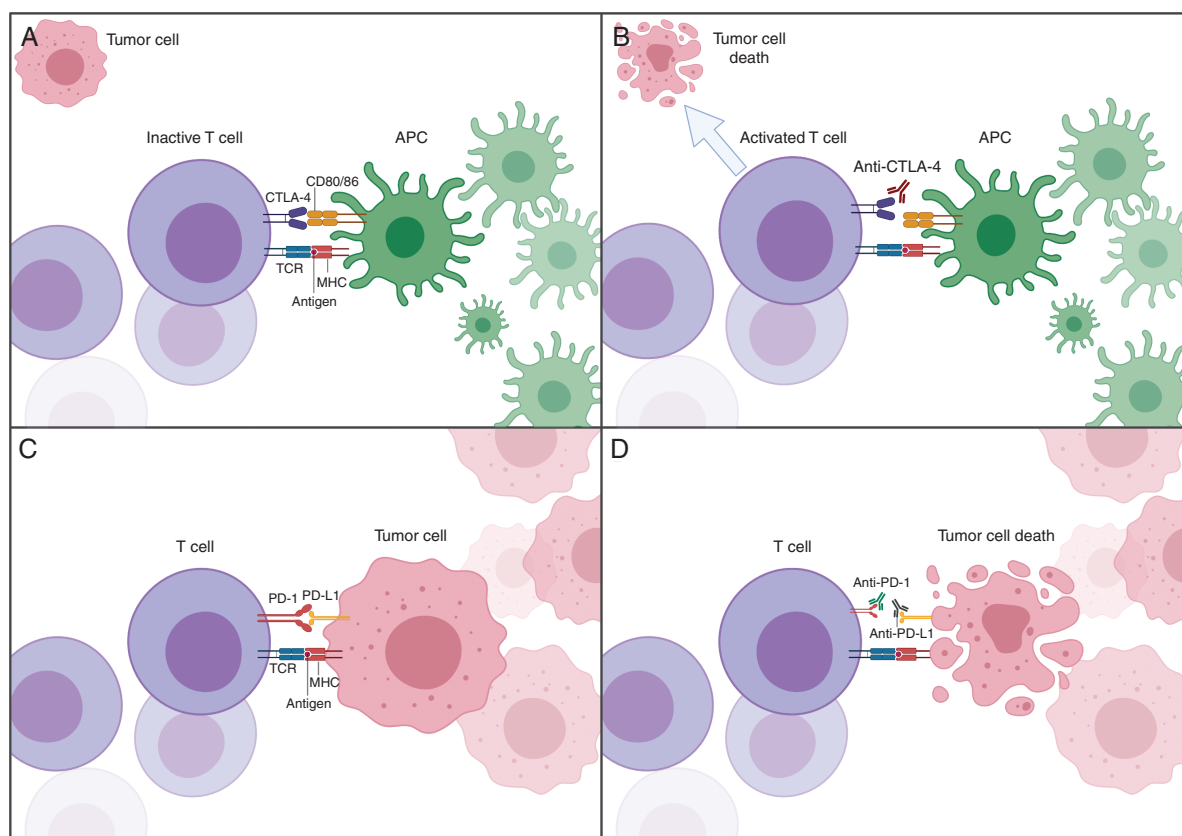 A
Tumor cell
Inactive T cell
APC
CTLA-4
CD80/86
TCR
MHC
Antigen
B
Tumor cell
death
Activated T cell
APC
Anti-CTLA-4
C
T cell
Tumor cell
PD-1
PD-L1
TCR
MHC
Antigen
D
T cell
Tumor cell death
Anti-PD-1
Anti-PD-L1